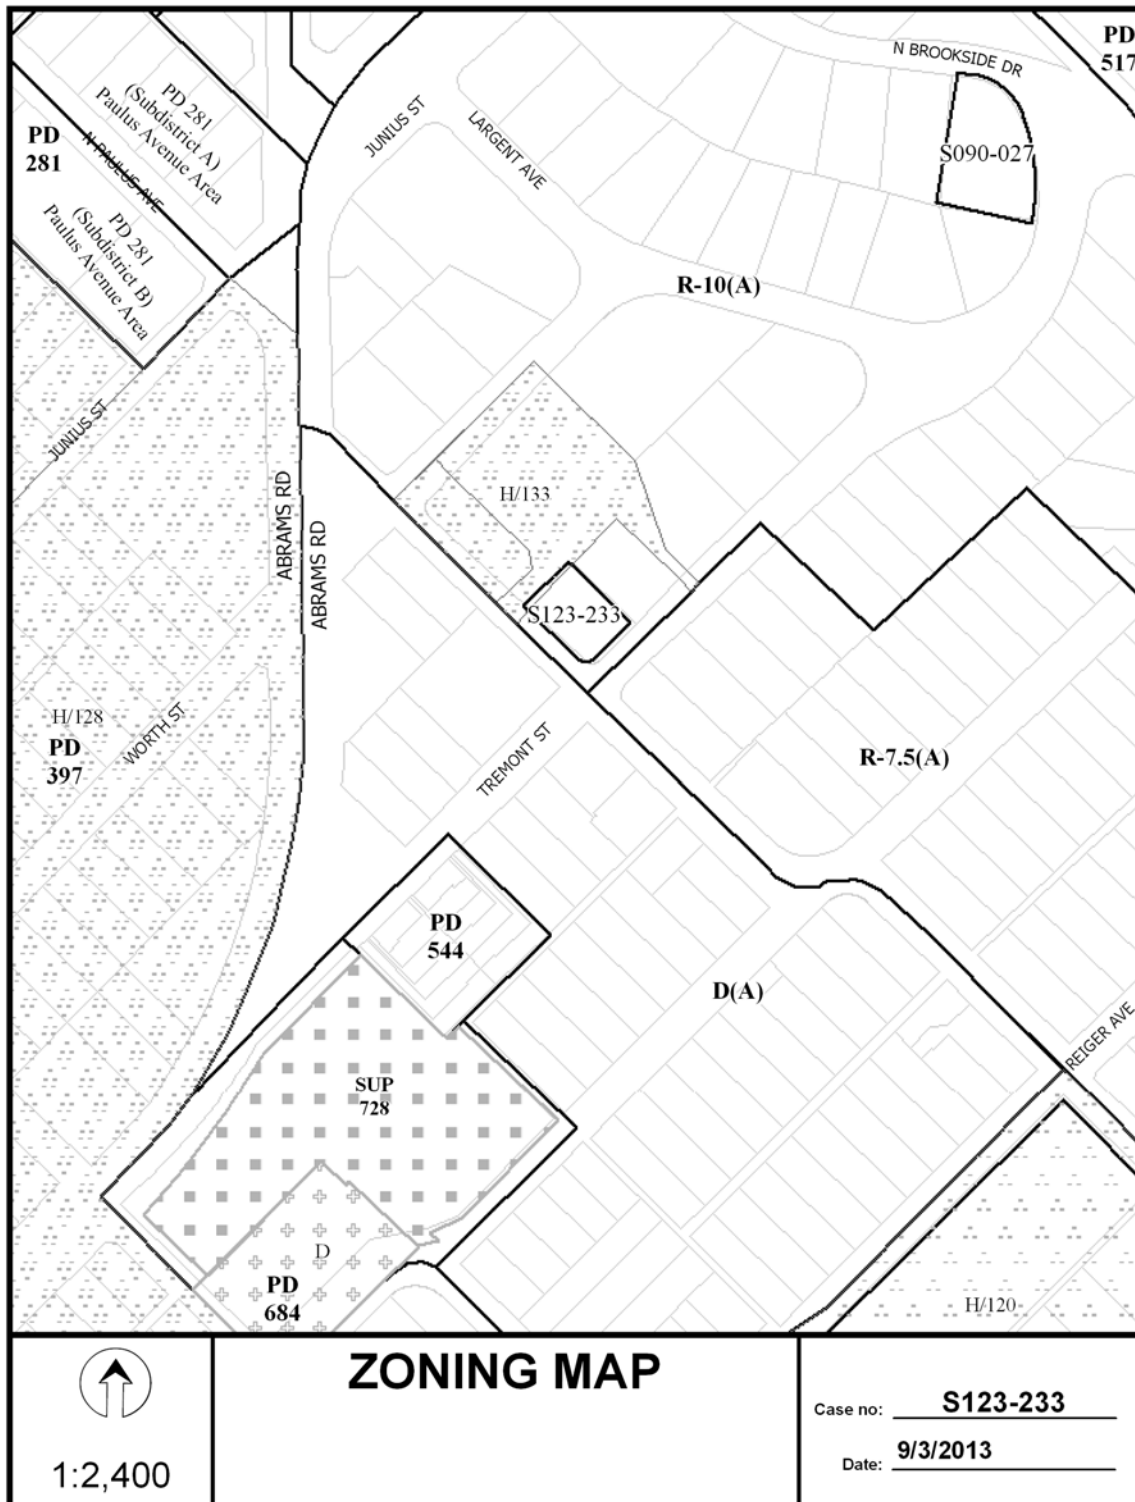 N BROOKSIDE DR
PD
517
PD 281
(Subdistrict A)
Paulus Avenue Area
PD
281
N PAULUS AVE
JUNIUS ST
LARGENT AVE
S090-027
PD 281
(Subdistrict B)
Paulus Avenue Area
R-10(A)
JUNIUS ST
H/133
ABRAMS RD
ABRAMS RD
S123-233
H/128
PD
397
WORTH ST
TREMONT ST
R-7.5(A)
PD
544
D(A)
REIGER AVE
SUP
728
D
PD
684
H/120
1:2,400
ZONING MAP
Case no: S123-233
Date: 9/3/2013